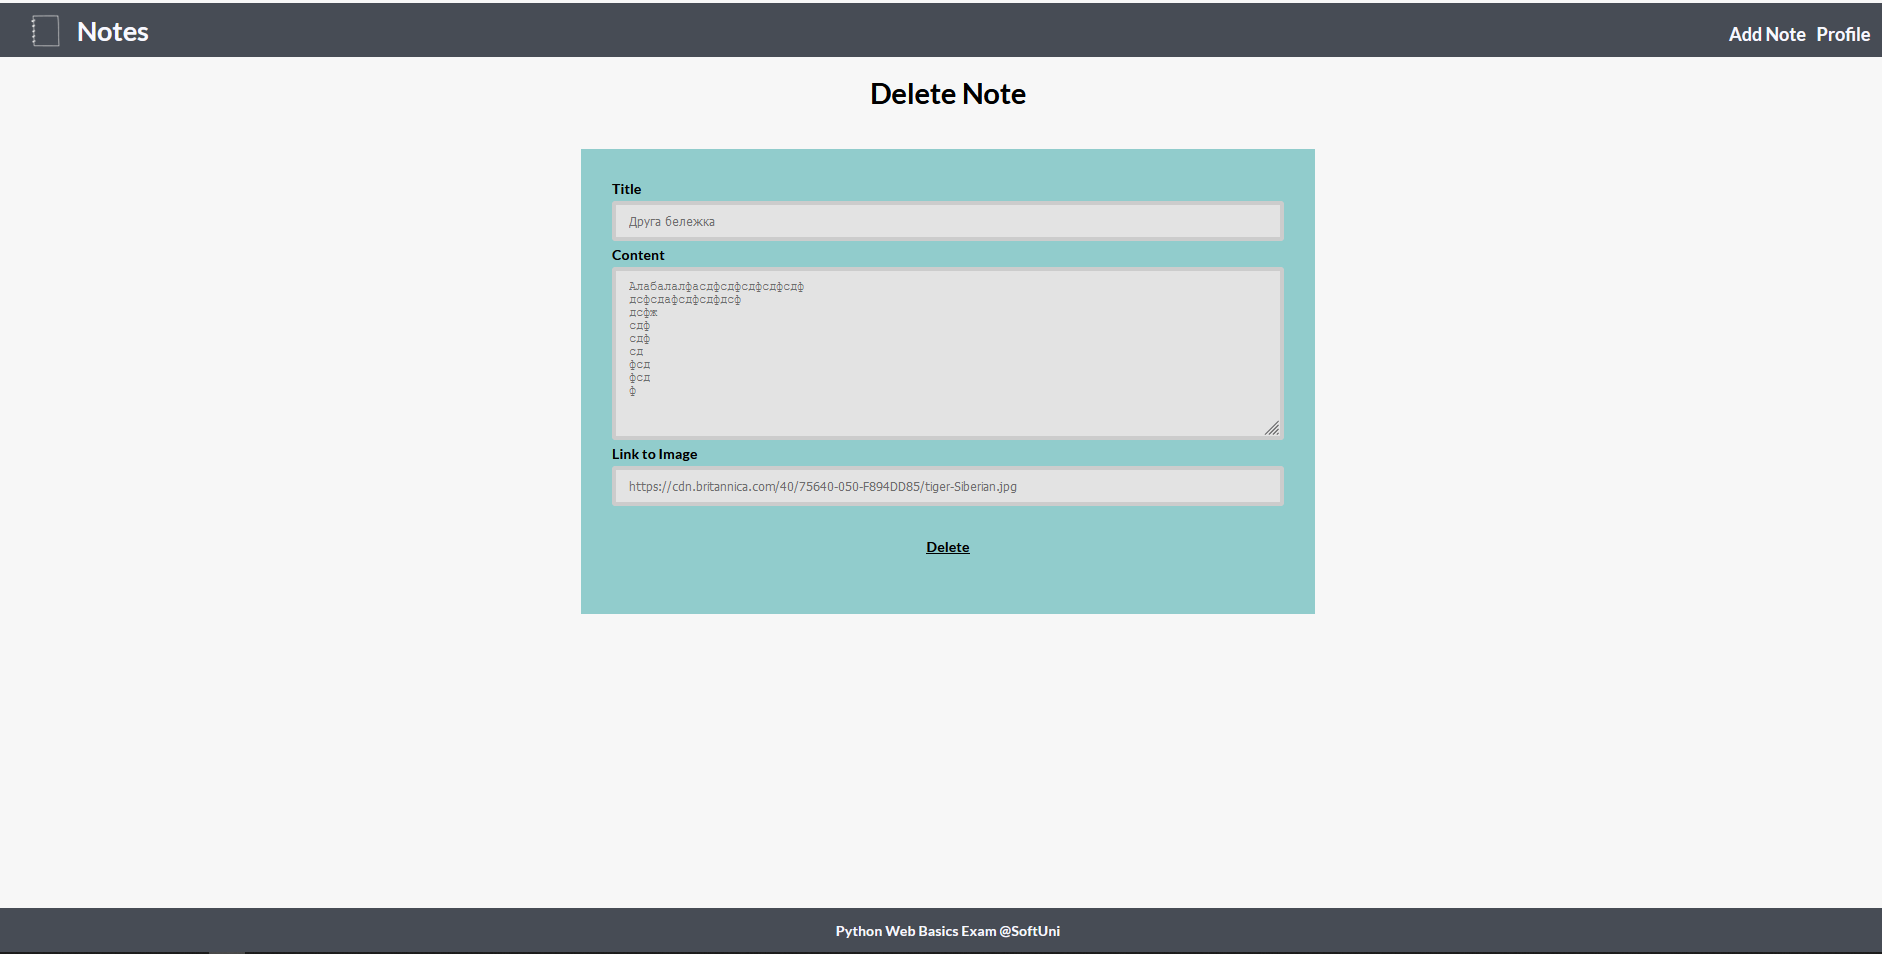 Notes
Add Note Profile
Delete Note
Title
Друга бележка
Content
Алабалалфасдфсдфсдфсдфсдф
дсфсдафсдфсдфдсф
дсфж
сдф
сдф
сд
фсд
фсд
ф
Link to Image
https://cdn.britannica.com/40/75640-050-F894DD85/tiger-Siberian.jpg
Delete
Python Web Basics Exam @SoftUni